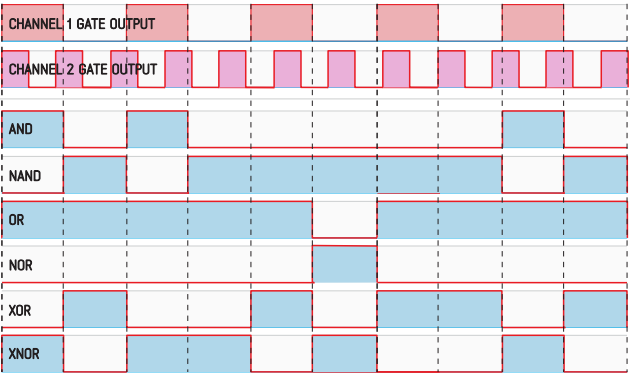 CHANNEL 1 GATE OUTPUT
CHANNEL 2 GATE OUTPUT
AND
NAND
OR
NOR
XOR
XNOR